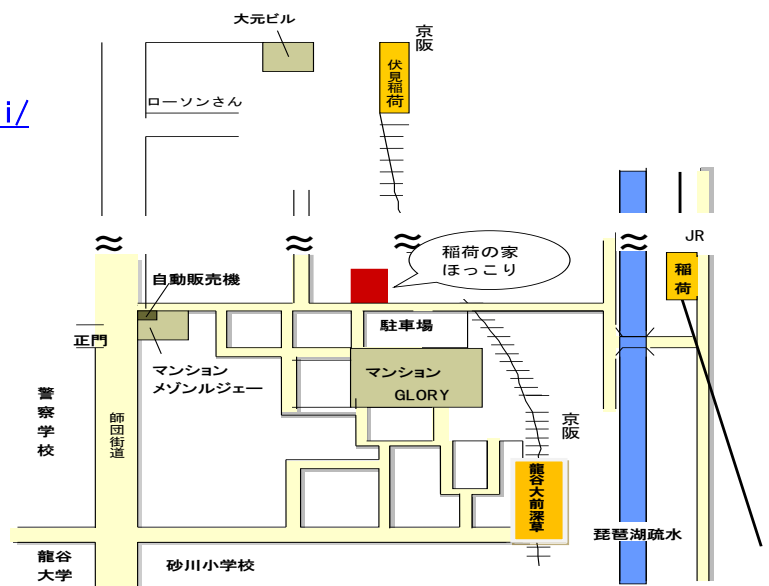 大元ビル
京阪
伏見稲荷
i/
ローソンさん
JR
稲荷
稲荷の家
ほっこり
自動販売機
正門
駐車場
マンション
メゾンルジェー
マンション
GLORY
警察学校
師団街道
京阪
龍谷大前深草
琵琶湖疏水
龍谷
大学
砂川小学校